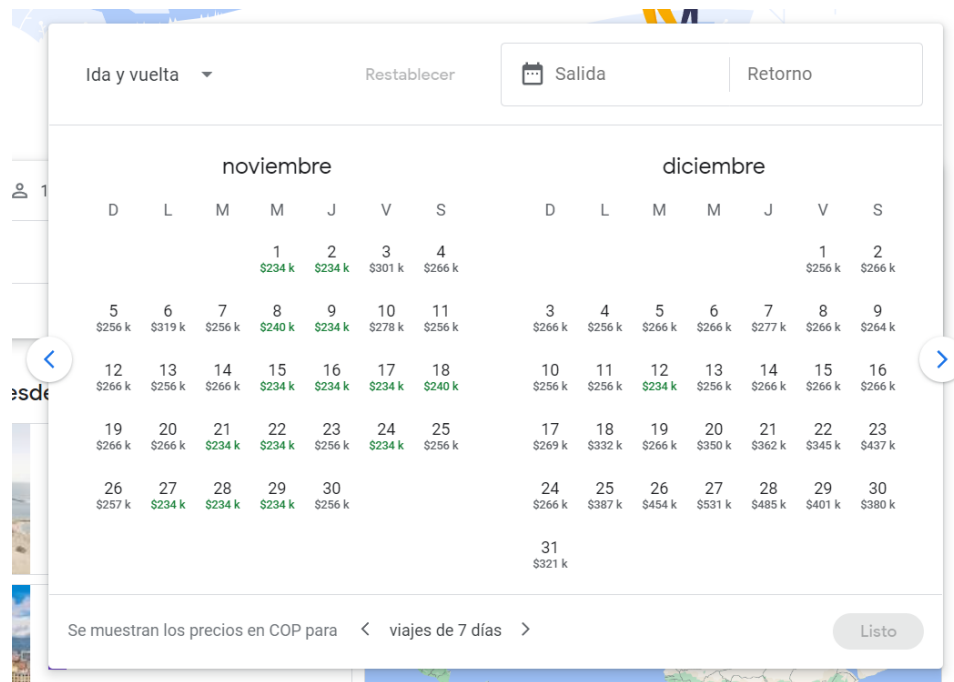 Ida y vuelta Restablecer Salida Retorno
noviembre diciembre
D L M M J V S D L M M J V S
1 2 3 4 1 2
$234 k $234 k $301 k $266 k $256 k $266 k
5 6 7 8 9 10 11 3 4 5 6 7 8 9
$256 k $319 k $256 k $240 k $234 k $278 k $256 k $266 k $256 k $266 k $266 k $277 k $266 k $264 k
12 13 14 15 16 17 18 10 11 12 13 14 15 16
$266 k $256 k $266 k $234 k $234 k $234 k $240 k $256 k $256 k $234 k $256 k $266 k $266 k $266 k
19 20 21 22 23 24 25 17 18 19 20 21 22 23
$266 k $266 k $234 k $234 k $256 k $234 k $256 k $269 k $332 k $266 k $350 k $362 k $345 k $437 k
26 27 28 29 30 24 25 26 27 28 29 30
$257 k $234 k $234 k $234 k $256 k $266 k $387 k $454 k $531 k $485 k $401 k $380 k
31
$321 k
Se muestran los precios en COP para viajes de 7 días Listo